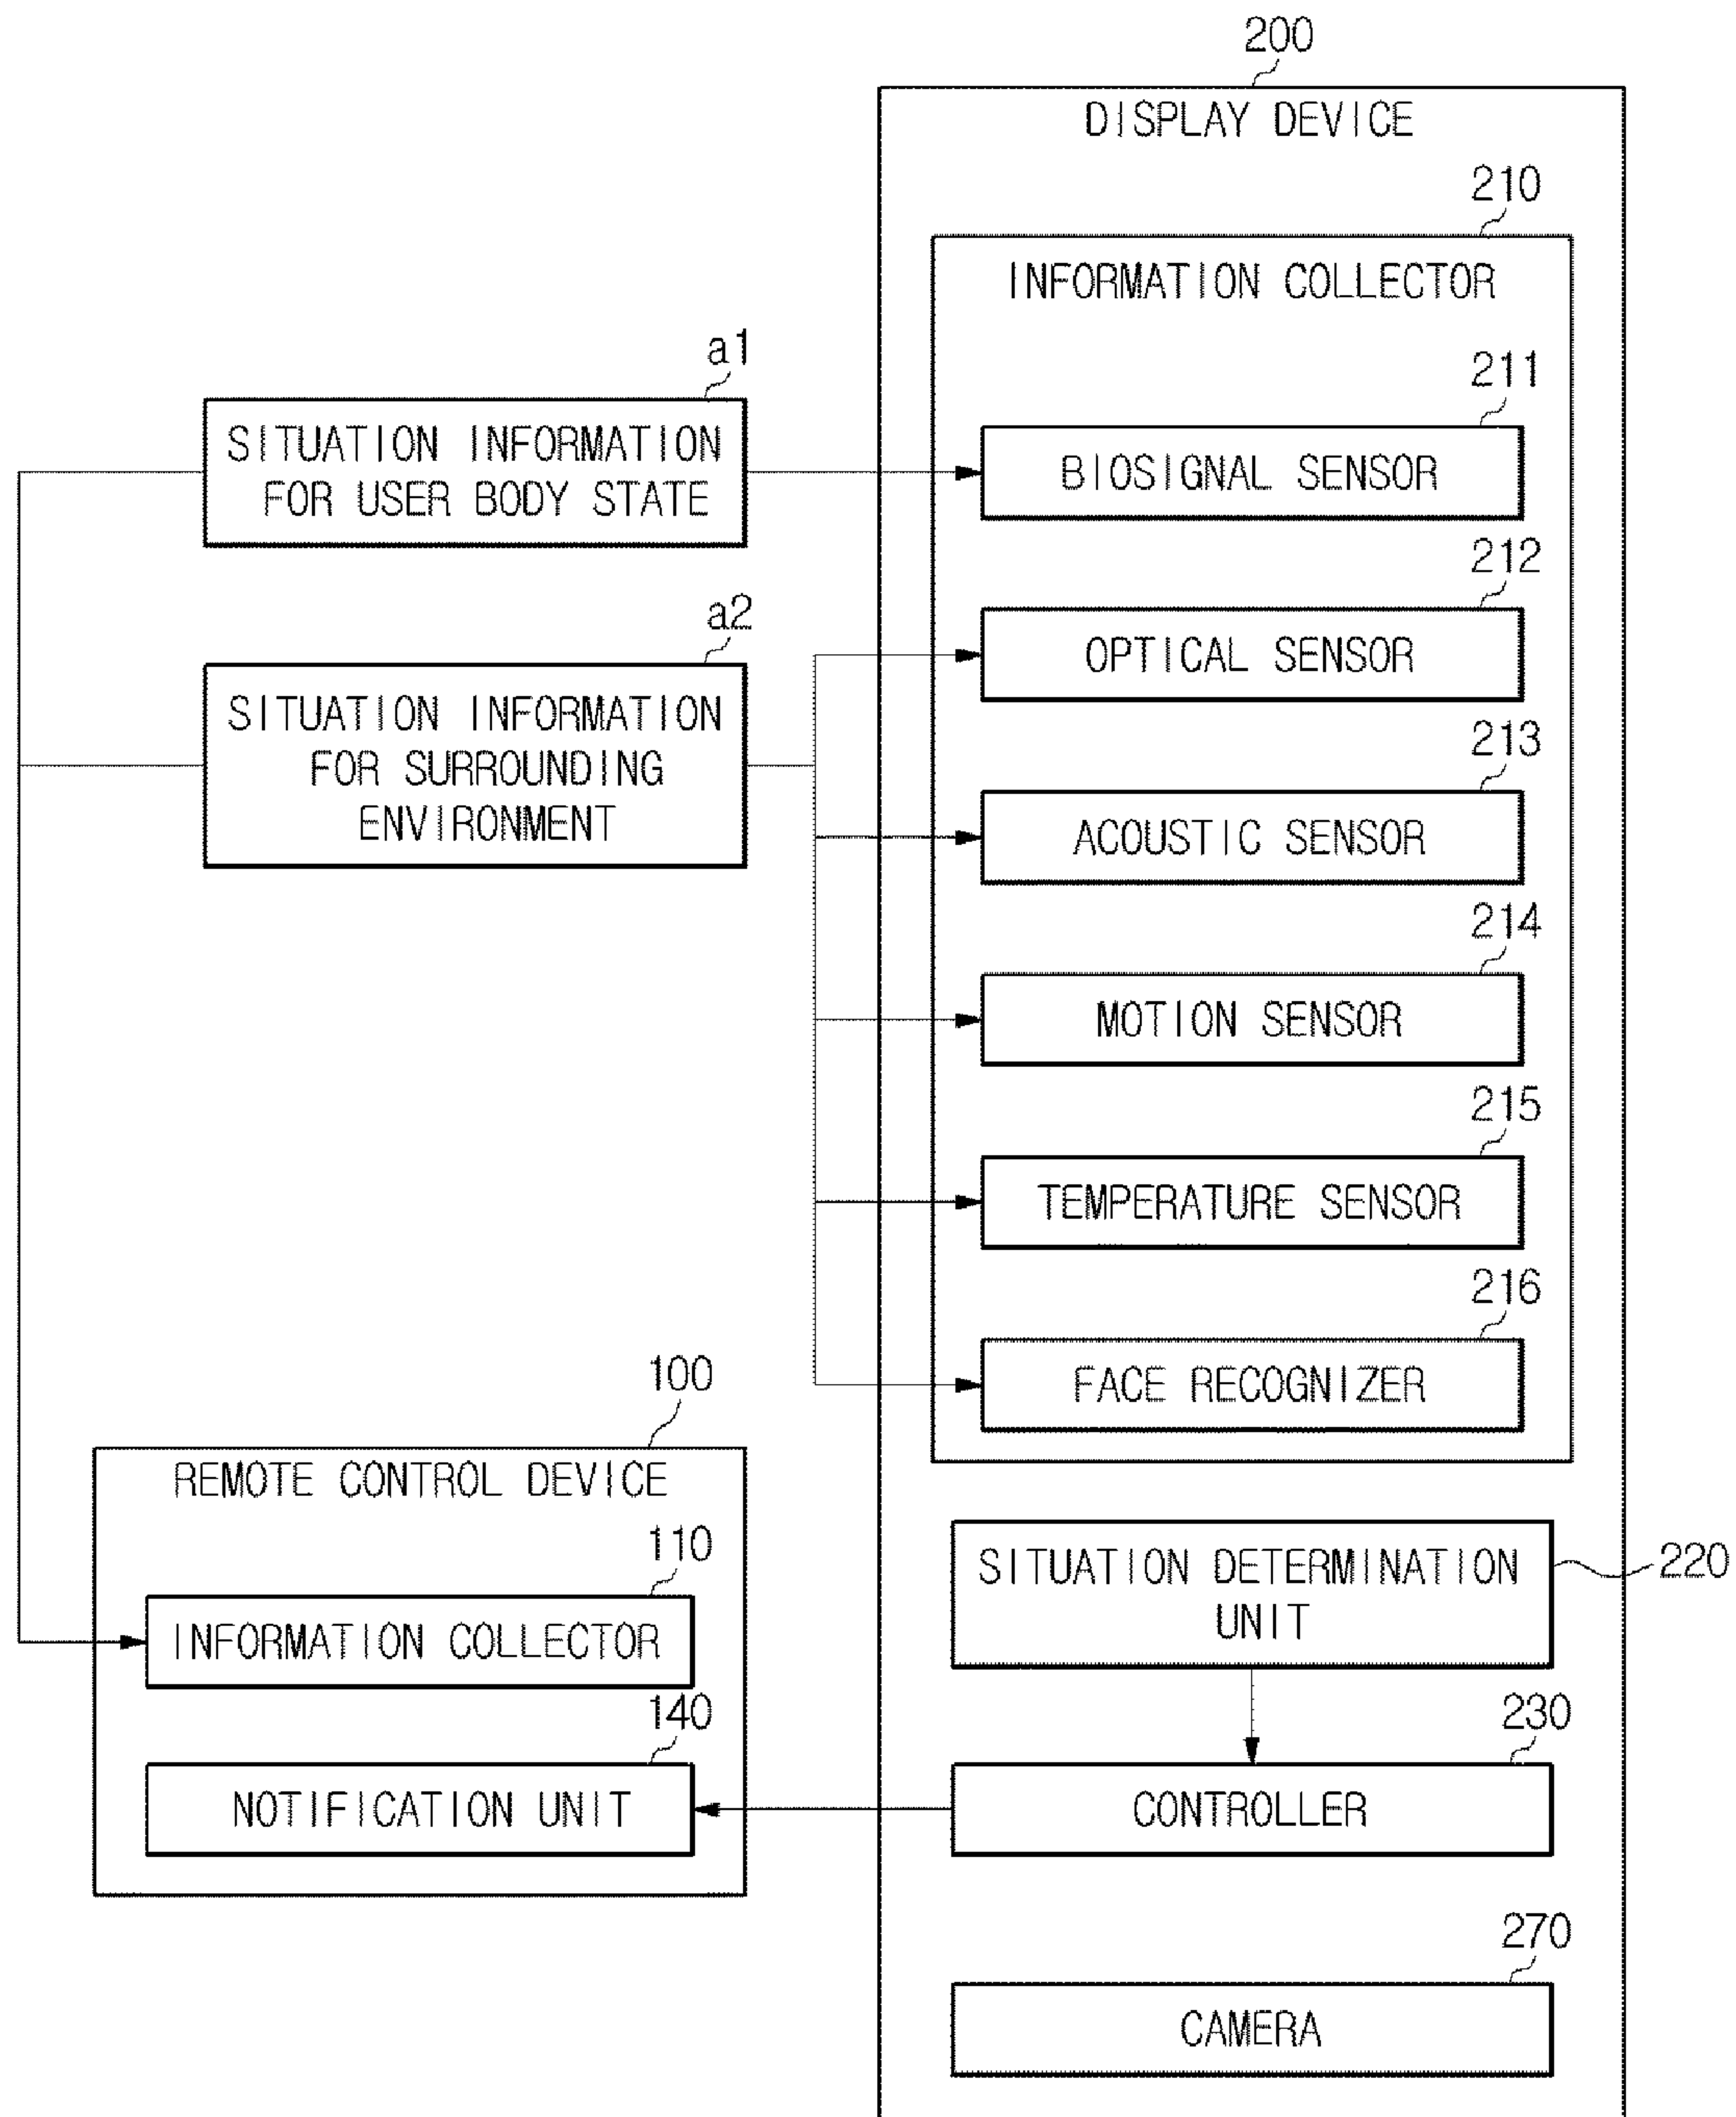 200
DISPLAY DEVICE
210
INFORMATION COLLECTOR
a1
SITUATION INFORMATION
FOR USER BODY STATE
211
BIOSIGNAL SENSOR
212
OPTICAL SENSOR
a2
SITUATION INFORMATION
FOR SURROUNDING
ENVIRONMENT
213
ACOUSTIC SENSOR
214
MOTION SENSOR
215
TEMPERATURE SENSOR
216
FACE RECOGNIZER
100
REMOTE CONTROL DEVICE
110
INFORMATION COLLECTOR
140
NOTIFICATION UNIT
SITUATION DETERMINATION
UNIT
220
230
CONTROLLER
270
CAMERA